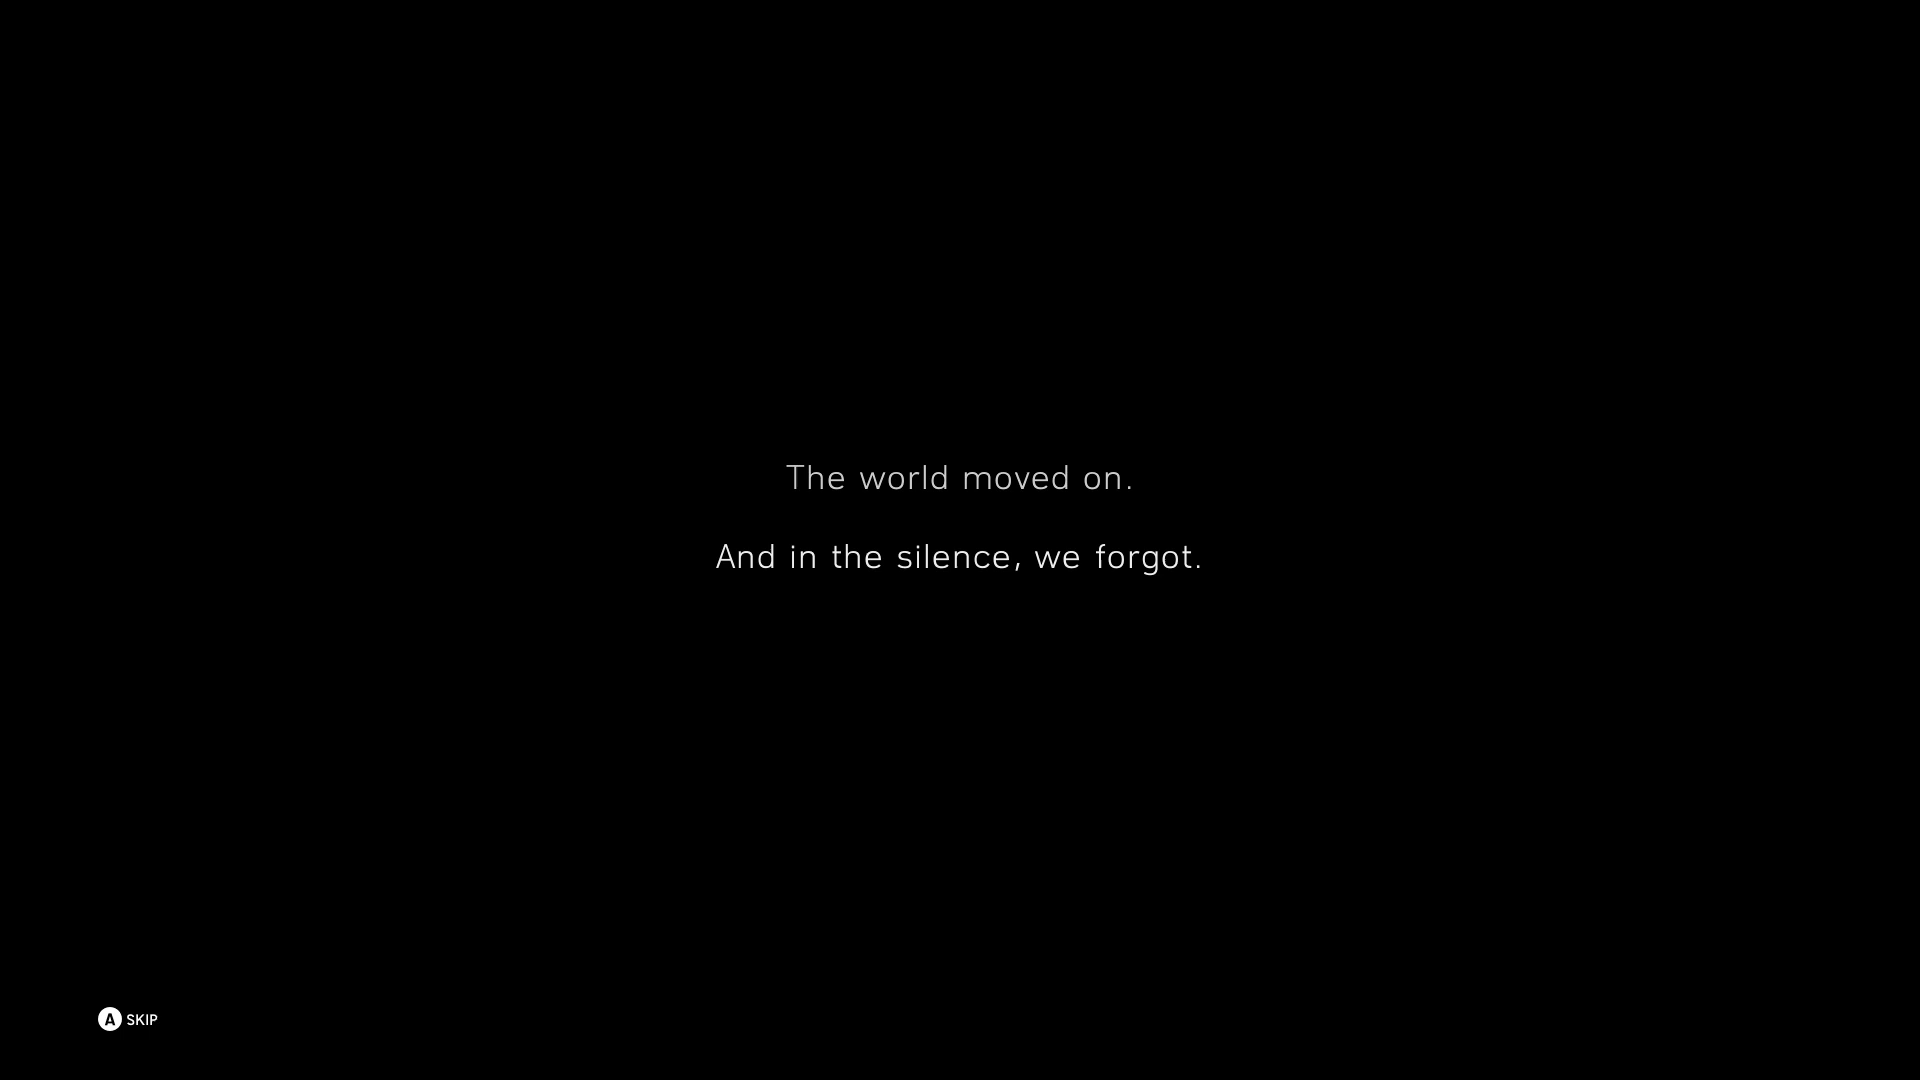 The world moved on.
And in the silence, we forgot.
A SKIP